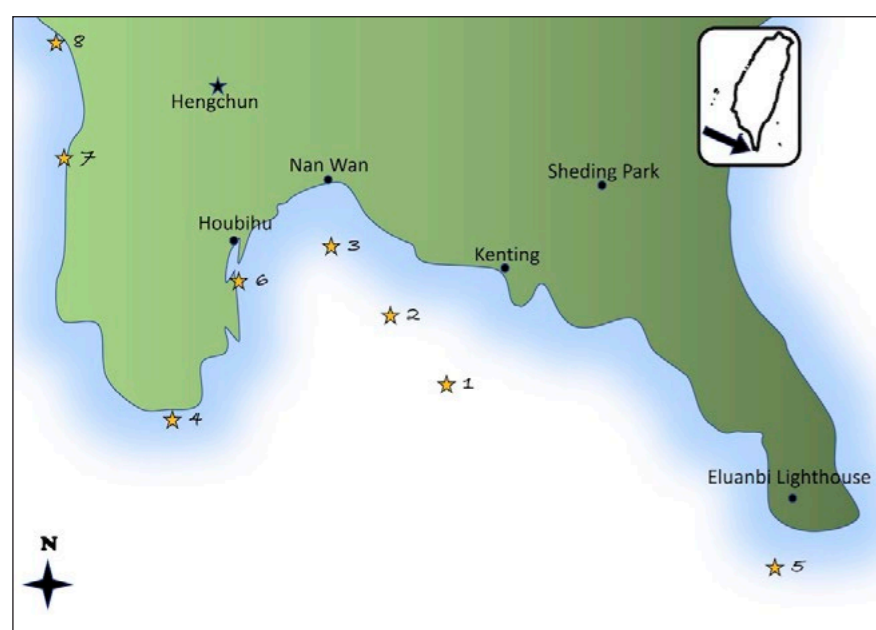 8
Hengchun
7
Nan Wan
Sheding Park
Houbihu
3
Kenting
6
2
1
4
Eluanbi Lighthouse
N
5